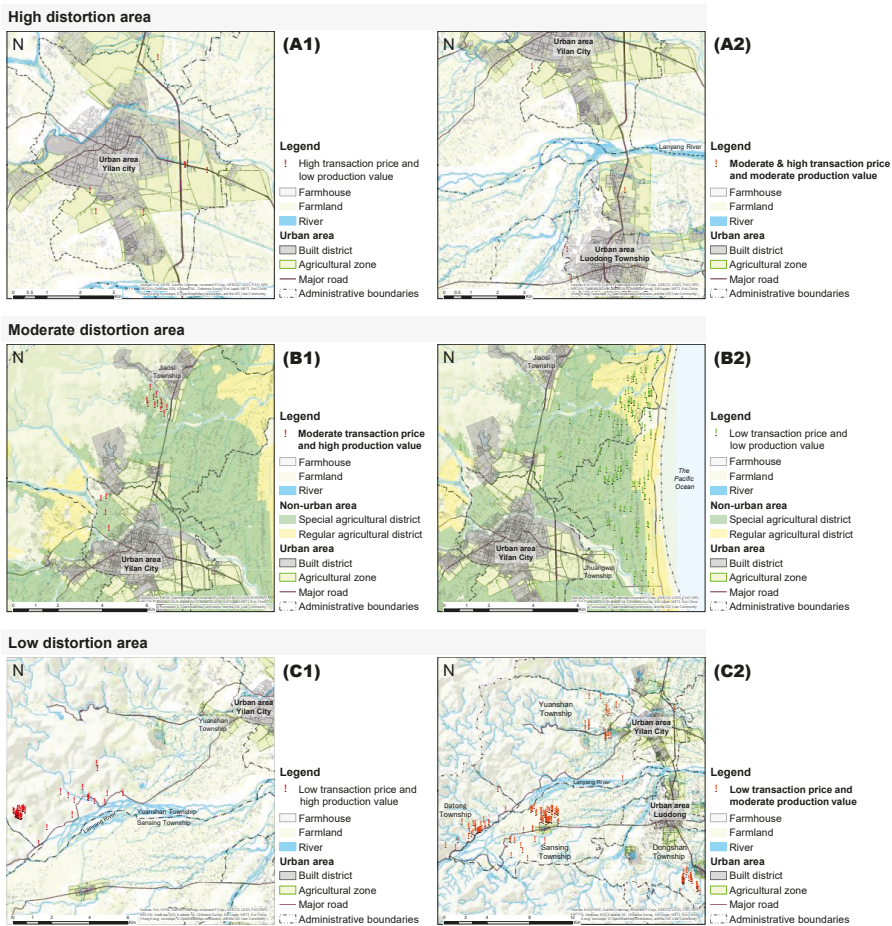 High distortion area
N
Urban area
Yilan city
(A1)
Legend
High transaction price and
low production value
Farmhouse
Farmland
River
Urban area
Built district
Agricultural zone
Major road
Administrative boundaries
N
Urban area
Yilan City
Lanyang River
Urban area
Luodong Township
(A2)
Legend
Moderate & high transaction price
and moderate production value
Farmhouse
Farmland
River
Urban area
Built district
Agricultural zone
Major road
Administrative boundaries
Moderate distortion area
N
Jiaosi
Township
Urban area
Yilan City
(B1)
Legend
Moderate transaction price
and high production value
Farmhouse
Farmland
River
Non-urban area
Special agricultural district
Regular agricultural district
Urban area
Built district
Agricultural zone
Major road
Administrative boundaries
N
Jiaosi
Township
The
Pacific
Ocean
Urban area
Yilan City
Jhuangwei
Township
(B2)
Legend
Low transaction price and
low production value
Farmhouse
Farmland
River
Non-urban area
Special agricultural district
Regular agricultural district
Urban area
Built district
Agricultural zone
Major road
Administrative boundaries
Low distortion area
N
Urban area
Yilan City
Yuanshan
Township
Yuanshan Township
Lanyang River
Sansing Township
(C1)
Legend
Low transaction price and
high production value
Farmhouse
Farmland
River
Urban area
Built district
Agricultural zone
Major road
Administrative boundaries
N
Yuanshan
Township
Urban area
Yilan City
Lanyang River
Datong
Township
Urban area
Luodong
Sansing
Township
Dongshan
Township
(C2)
Legend
Low transaction price and
moderate production value
Farmhouse
Farmland
River
Urban area
Built district
Agricultural zone
Major road
Administrative boundaries